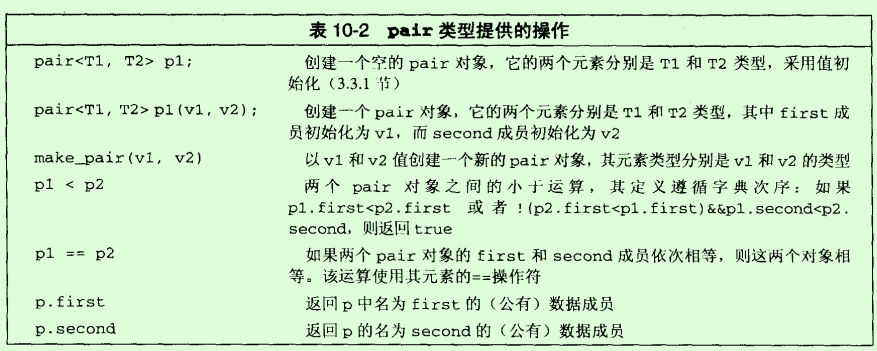 表 10-2 pair 类型提供的操作
pair<T1, T2> p1; 创建一个空的 pair 对象，它的两个元素分别是 T1 和 T2 类型，采用值初
始化（3.3.1 节）
pair<T1, T2> p1(v1, v2); 创建一个 pair 对象，它的两个元素分别是 T1 和 T2 类型，其中 first 成
员初始化为 v1，而 second 成员初始化为 v2
make_pair(v1, v2) 以 v1 和 v2 值创建一个新的 pair 对象，其元素类型分别是 v1 和 v2 的类型
p1 < p2 两个 pair 对象之间的小于运算，其定义遵循字典次序：如果
p1.first<p2.first 或者 !(p2.first<p1.first)&&p1.second<p2.
second，则返回 true
p1 == p2 如果两个 pair 对象的 first 和 second 成员依次相等，则这两个对象相
等。该运算使用其元素的==操作符
p.first 返回 p 中名为 first 的（公有）数据成员
p.second 返回 p 的名为 second 的（公有）数据成员